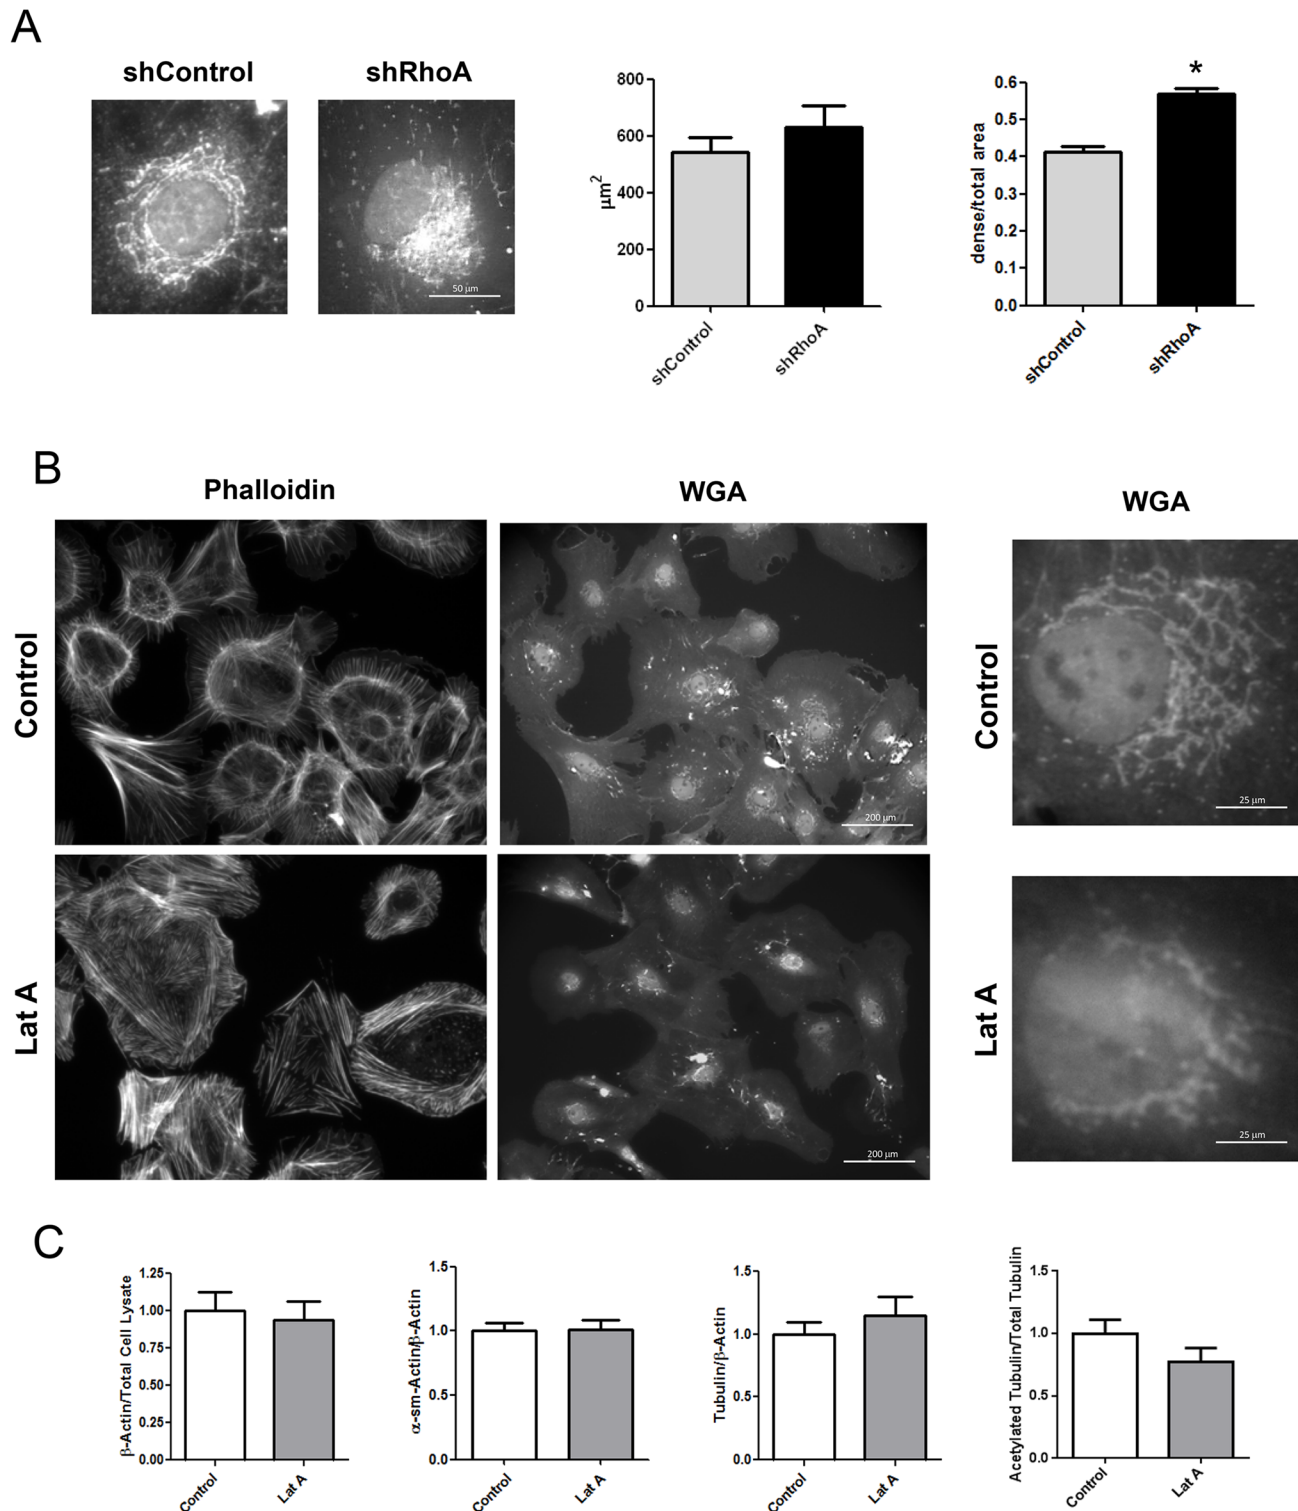 A
shControl
shRhoA
50 µm
µm²
800
600
400
200
0
shControl
shRhoA
dense/total area
*
0.6
0.5
0.4
0.3
0.2
0.1
0.0
shControl
shRhoA
B
Phalloidin
WGA
WGA
Control
200 µm
Control
25 µm
Lat A
200 µm
Lat A
25 µm
C
β-Actin/Total Cell Lysate
1.25
1.00
0.75
0.50
0.25
0.00
Control
Lat A
α-sm-Actin/β-Actin
1.5
1.0
0.5
0.0
Control
Lat A
Tubulin/β-Actin
1.5
1.0
0.5
0.0
Control
Lat A
Acetylated Tubulin/Total Tubulin
1.5
1.0
0.5
0.0
Control
Lat A